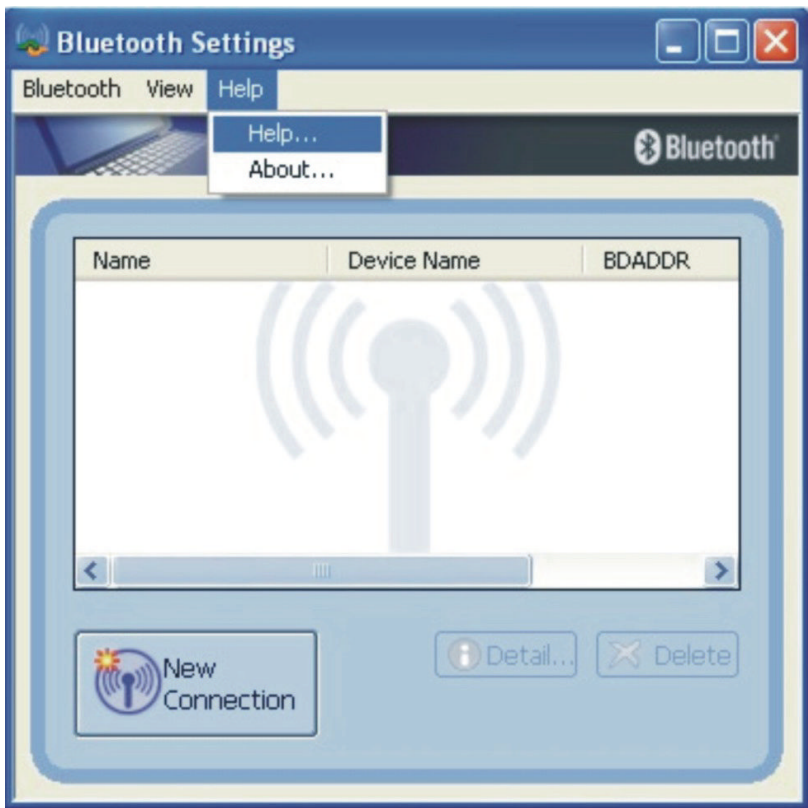 Bluetooth Settings
Bluetooth View Help
Help...
About...
Bluetooth
Name Device Name BDADDR
New
Connection
Detail...
Delete